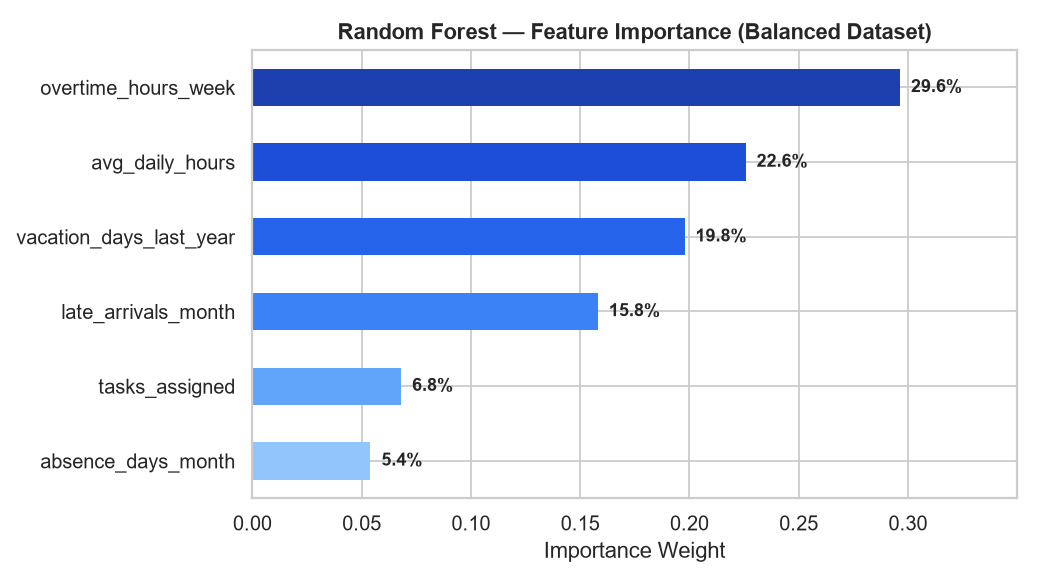 Random Forest — Feature Importance (Balanced Dataset)
overtime_hours_week 29.6%
avg_daily_hours 22.6%
vacation_days_last_year 19.8%
late_arrivals_month 15.8%
tasks_assigned 6.8%
absence_days_month 5.4%
0.00 0.05 0.10 0.15 0.20 0.25 0.30
Importance Weight